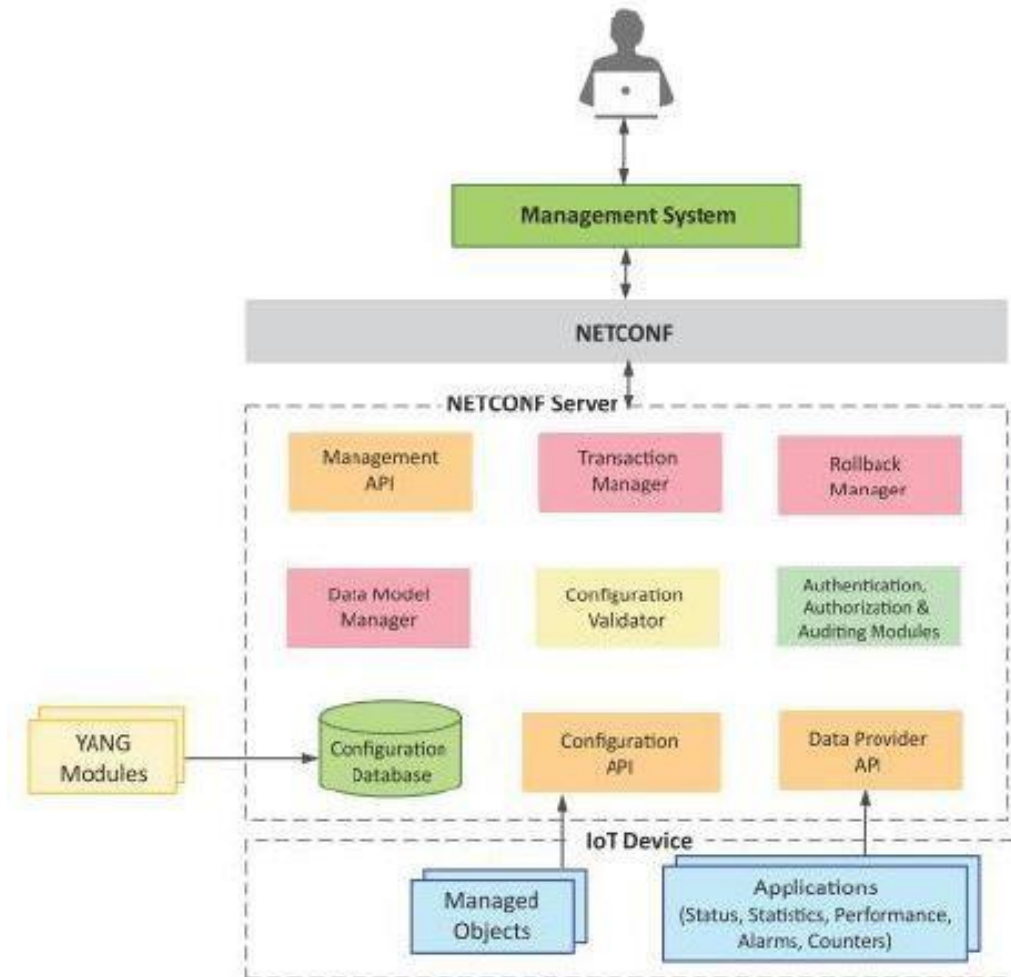 Management System
NETCONF
NETCONF Server
Management
API
Transaction
Manager
Rollback
Manager
Data Model
Manager
Configuration
Validator
Authentication,
Authorization &
Auditing Modules
YANG
Modules
Configuration
Database
Configuration
API
Data Provider
API
IoT Device
Managed
Objects
Applications
(Status, Statistics, Performance,
Alarms, Counters)